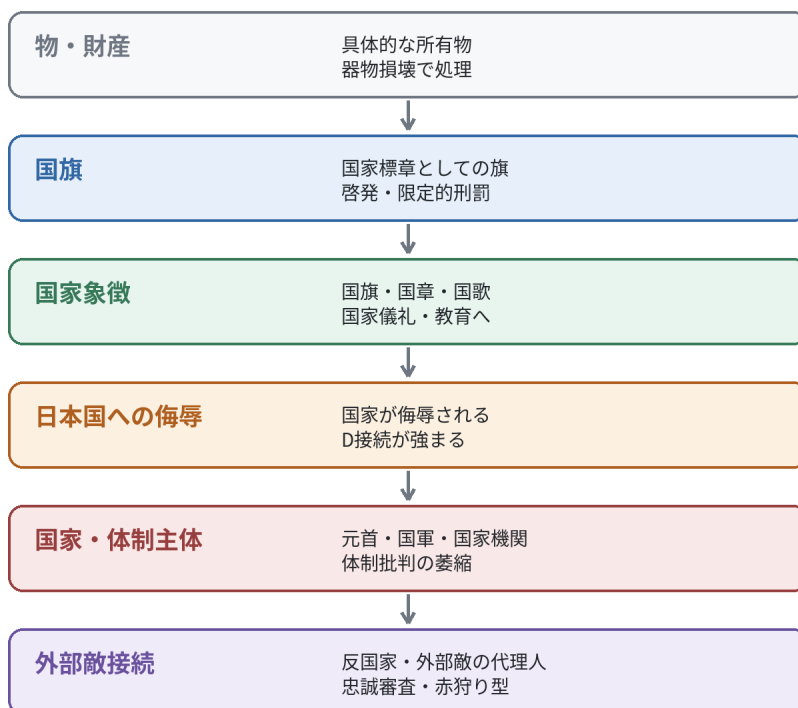 物・財産
具体的な所有物
器物損壊で処理
国旗
国家標章としての旗
啓発・限定的刑罰
国家象徴
国旗・国章・国歌
国家儀礼・教育へ
日本国への侮辱
国家が侮辱される
D接続が強まる
国家・体制主体
元首・国軍・国家機関
体制批判の萎縮
外部敵接続
反国家・外部敵の代理人
忠誠審査・赤狩り型